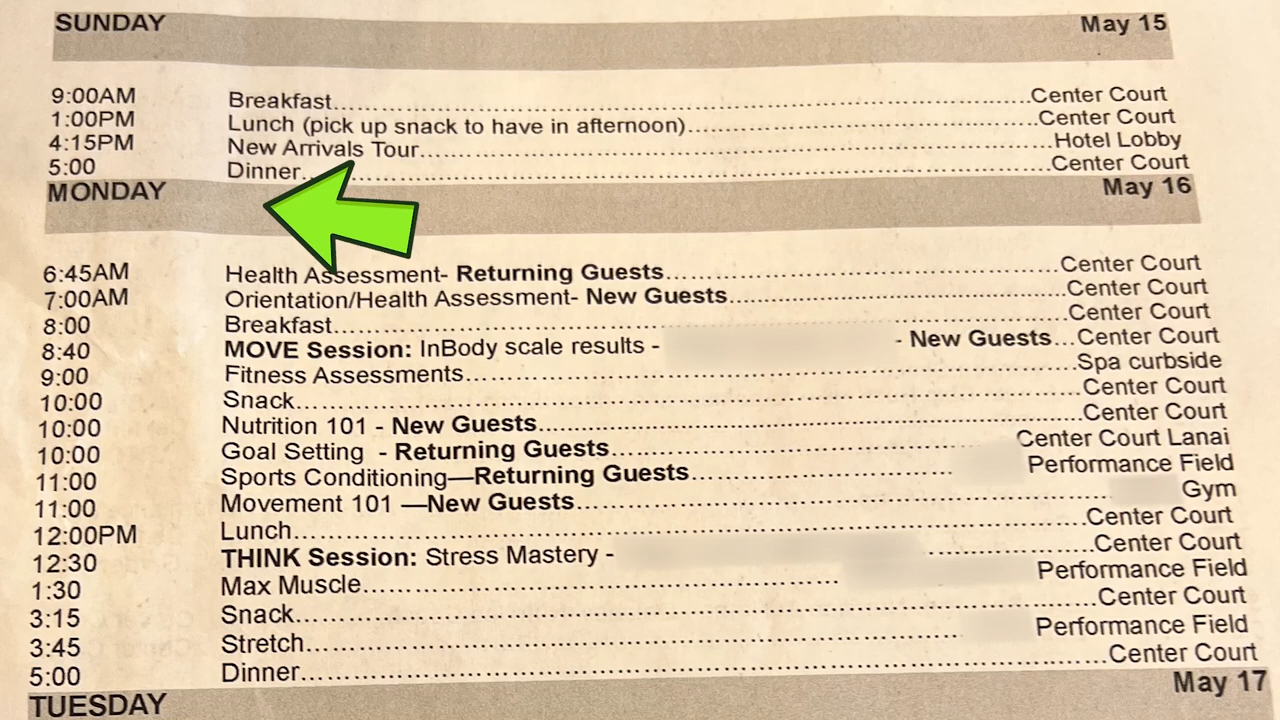 SUNDAY May 15
9:00AM Breakfast........Center Court
1:00PM Lunch (pick up snack to have in afternoon)........Center Court
4:15PM New Arrivals Tour........Hotel Lobby
5:00 Dinner........Center Court
MONDAY May 16
6:45AM Health Assessment- Returning Guests........Center Court
7:00AM Orientation/Health Assessment- New Guests........Center Court
8:00 Breakfast........Center Court
8:40 MOVE Session: InBody scale results - - New Guests...Center Court
9:00 Fitness Assessments........Spa curbside
10:00 Snack........Center Court
10:00 Nutrition 101 - New Guests........Center Court
10:00 Goal Setting - Returning Guests........Center Court Lanai
11:00 Sports Conditioning—Returning Guests........Performance Field
11:00 Movement 101 —New Guests........Gym
12:00PM Lunch........Center Court
12:30 THINK Session: Stress Mastery - ........Center Court
1:30 Max Muscle........Performance Field
3:15 Snack........Center Court
3:45 Stretch........Performance Field
5:00 Dinner........Center Court
TUESDAY May 17